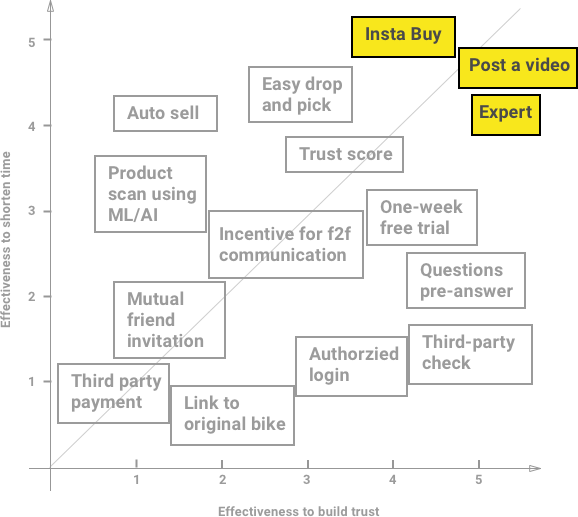 5
Insta Buy
Post a video
Easy drop
and pick
Expert
Auto sell
4
Trust score
Product
scan using
ML/AI
One-week
free trial
3
Incentive for f2f
communication
Questions
pre-answer
2
Mutual
friend
invitation
Third-party
check
Authorzied
login
Third party
payment
1
Link to
original bike
1
2
3
4
5
Effectiveness to shorten time
Effectiveness to build trust